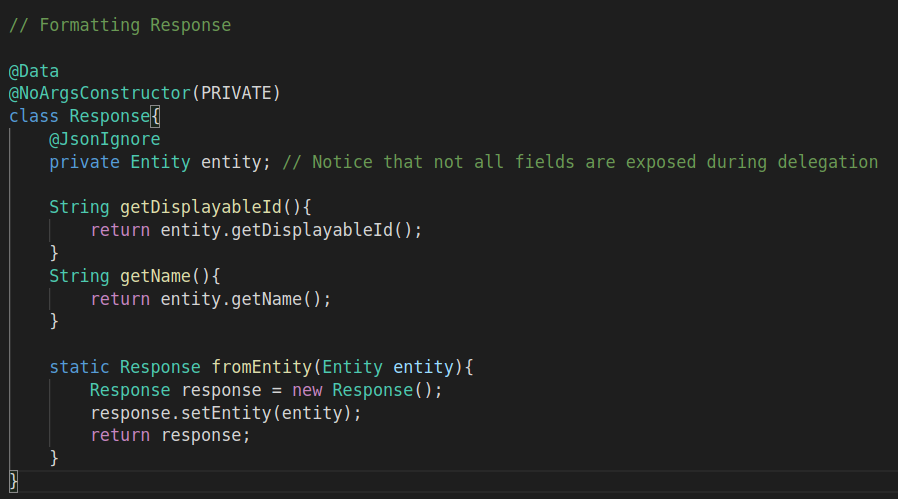 // Formatting Response
@Data
@NoArgsConstructor(PRIVATE)
class Response{
@JsonIgnore
private Entity entity; // Notice that not all fields are exposed during delegation
String getDisplayableId(){
return entity.getDisplayableId();
}
String getName(){
return entity.getName();
}
static Response fromEntity(Entity entity){
Response response = new Response();
response.setEntity(entity);
return response;
}
}